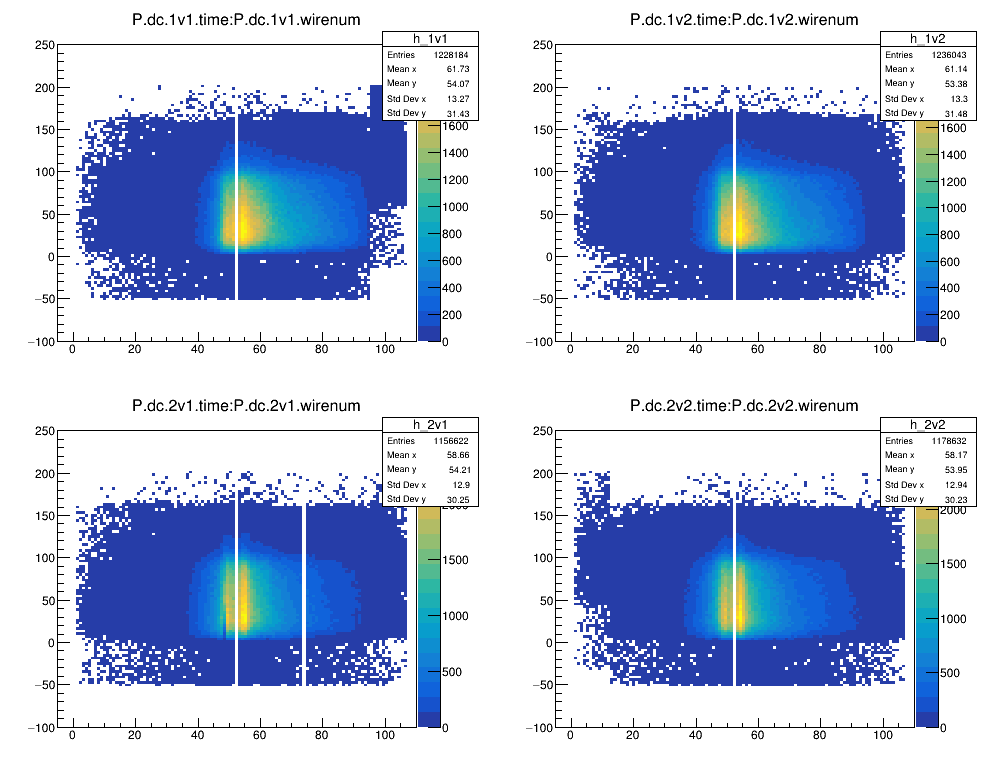 P.dc.1v1.time:P.dc.1v1.wirenum
h_1v1
Entries 1228184
Mean x 61.73
Mean y 54.07
Std Dev x 13.27
Std Dev y 31.43
250
200
150
100
50
0
−50
−100
0 20 40 60 80 100
1600
1400
1200
1000
800
600
400
200
0
P.dc.1v2.time:P.dc.1v2.wirenum
h_1v2
Entries 1236043
Mean x 61.14
Mean y 53.38
Std Dev x 13.3
Std Dev y 31.48
250
200
150
100
50
0
−50
−100
0 20 40 60 80 100
1600
1400
1200
1000
800
600
400
200
0
P.dc.2v1.time:P.dc.2v1.wirenum
h_2v1
Entries 1156622
Mean x 58.66
Mean y 54.21
Std Dev x 12.9
Std Dev y 30.25
250
200
150
100
50
0
−50
−100
0 20 40 60 80 100
1500
1000
500
0
P.dc.2v2.time:P.dc.2v2.wirenum
h_2v2
Entries 1178632
Mean x 58.17
Mean y 53.95
Std Dev x 12.94
Std Dev y 30.23
250
200
150
100
50
0
−50
−100
0 20 40 60 80 100
2000
1500
1000
500
0